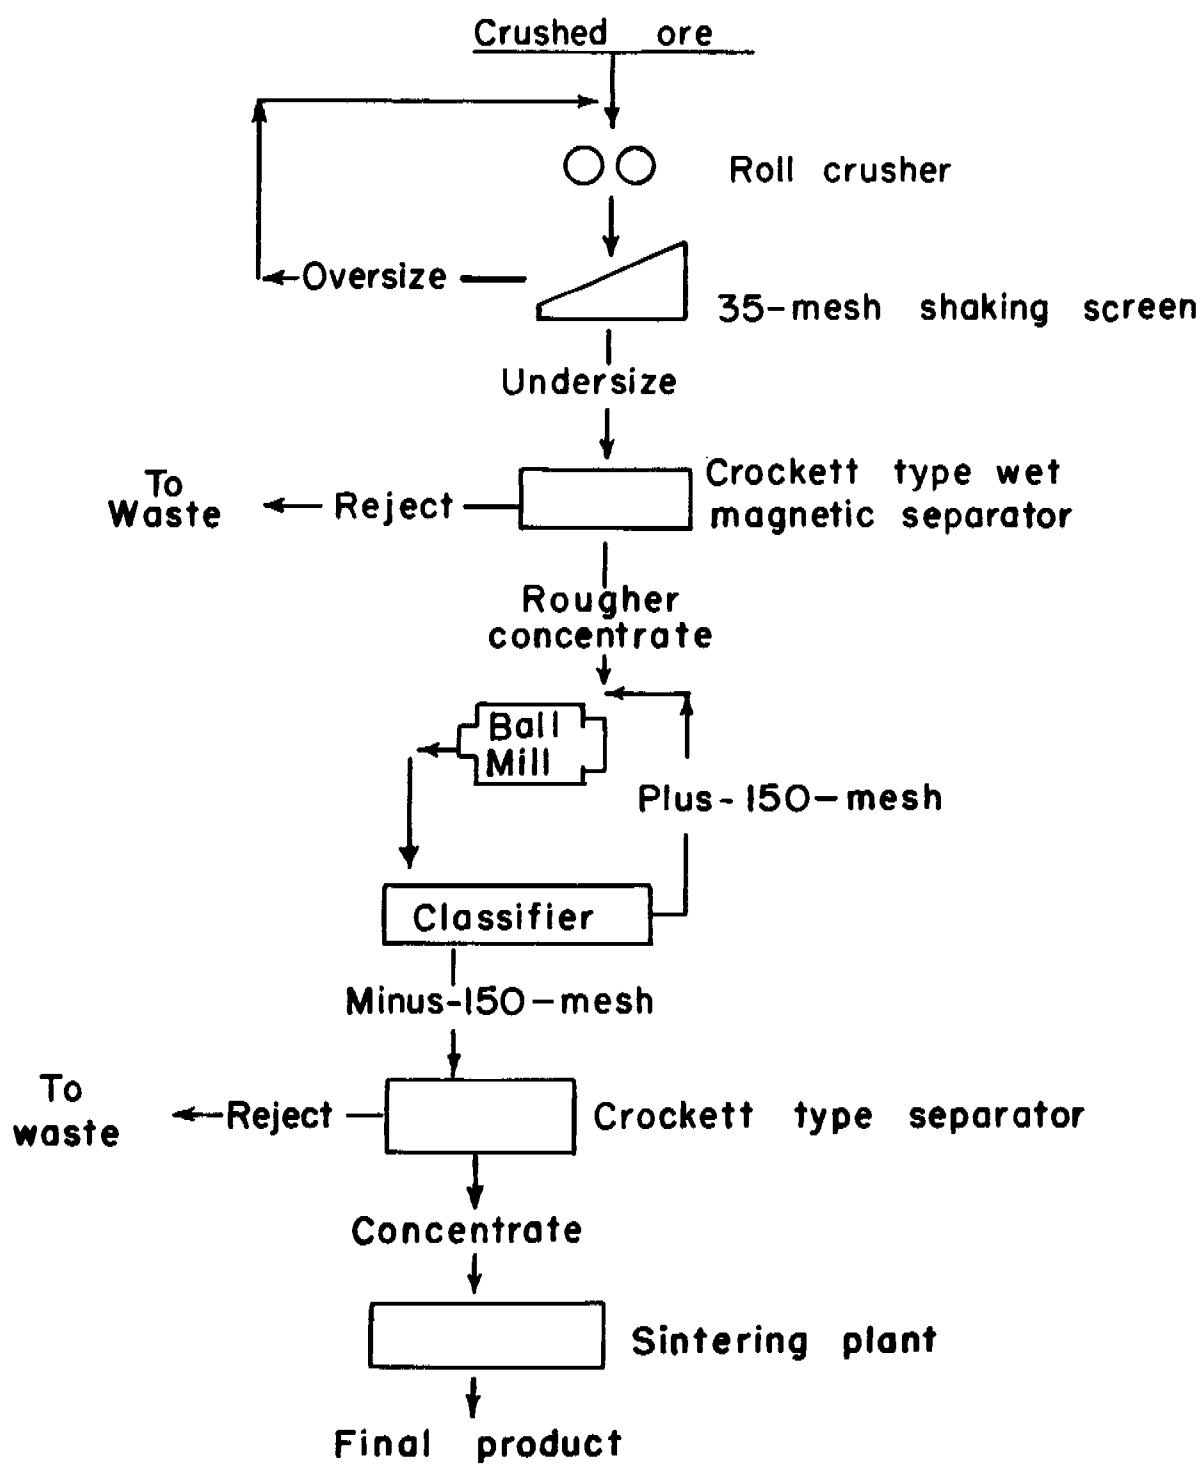 Crushed ore
Roll crusher
Oversize
35-mesh shaking screen
Undersize
To
Waste
Reject
Crockett type wet
magnetic separator
Rougher
concentrate
Ball
Mill
Plus-150-mesh
Classifier
Minus-150-mesh
To
waste
Reject
Crockett type separator
Concentrate
Sintering plant
Final product